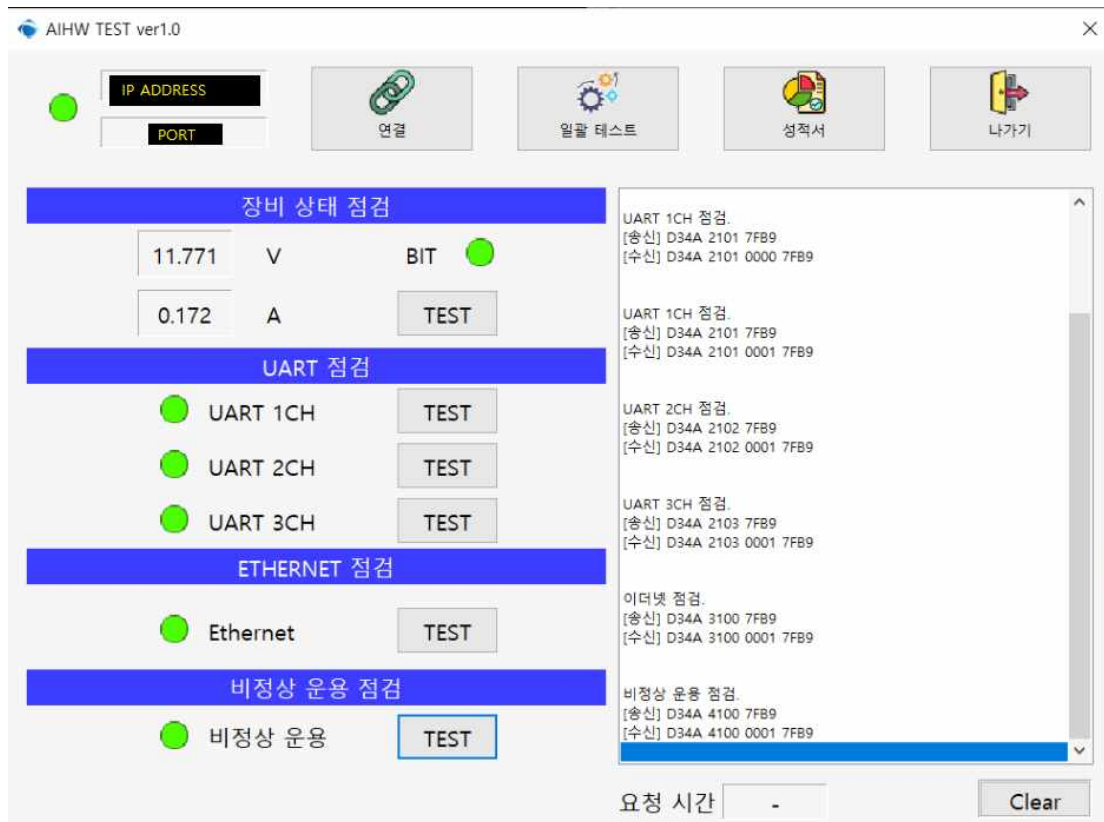 AIHW TEST ver1.0
IP ADDRESS
PORT
연결
일괄 테스트
성적서
나가기
장비 상태 점검
11.771 V BIT
0.172 A TEST
UART 점검
UART 1CH TEST
UART 2CH TEST
UART 3CH TEST
ETHERNET 점검
Ethernet TEST
비정상 운용 점검
비정상 운용 TEST
UART 1CH 점검.
[송신] D34A 2101 7FB9
[수신] D34A 2101 0000 7FB9
UART 1CH 점검.
[송신] D34A 2101 7FB9
[수신] D34A 2101 0001 7FB9
UART 2CH 점검.
[송신] D34A 2102 7FB9
[수신] D34A 2102 0001 7FB9
UART 3CH 점검.
[송신] D34A 2103 7FB9
[수신] D34A 2103 0001 7FB9
이더넷 점검.
[송신] D34A 3100 7FB9
[수신] D34A 3100 0001 7FB9
비정상 운용 점검.
[송신] D34A 4100 7FB9
[수신] D34A 4100 0001 7FB9
요청 시간 - Clear